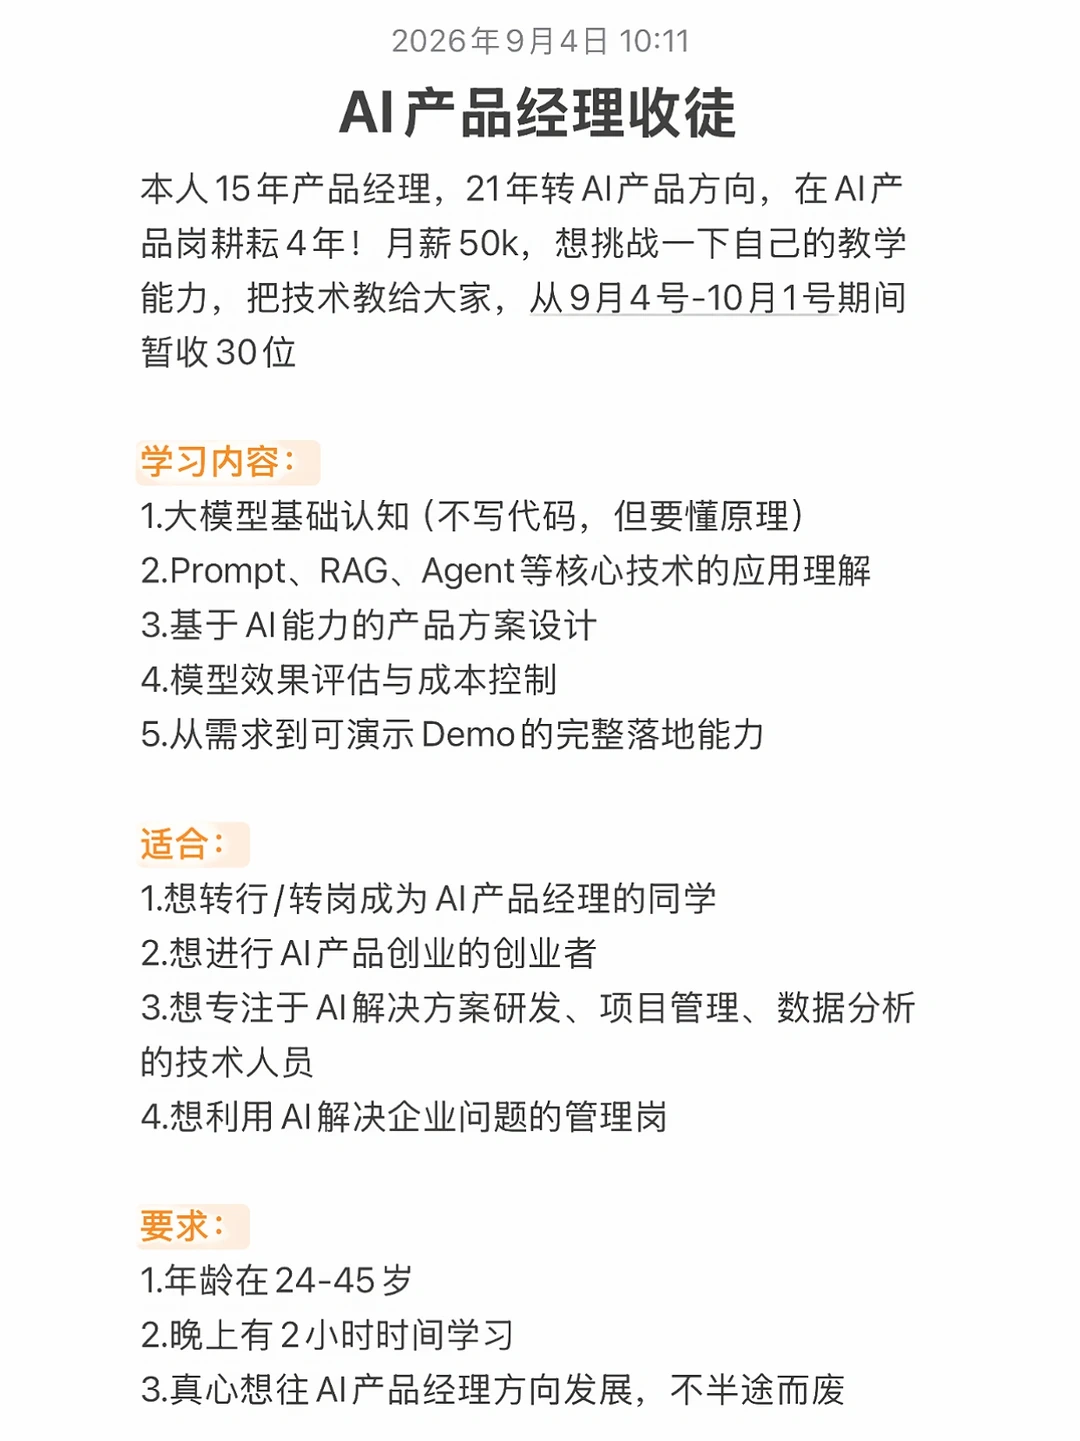 2026年9月4日 10:11
AI产品经理收徒
本人15年产品经理，21年转AI产品方向，在AI产
品岗耕耘4年！月薪50k，想挑战一下自己的教学
能力，把技术教给大家，从9月4号-10月1号期间
暂收30位
学习内容：
1.大模型基础认知（不写代码，但要懂原理）
2.Prompt、RAG、Agent等核心技术的应用理解
3.基于AI能力的产品方案设计
4.模型效果评估与成本控制
5.从需求到可演示Demo的完整落地能力
适合：
1.想转行/转岗成为AI产品经理的同学
2.想进行AI产品创业的创业者
3.想专注于AI解决方案研发、项目管理、数据分析
的技术人员
4.想利用AI解决企业问题的管理岗
要求：
1.年龄在24-45岁
2.晚上有2小时时间学习
3.真心想往AI产品经理方向发展，不半途而废